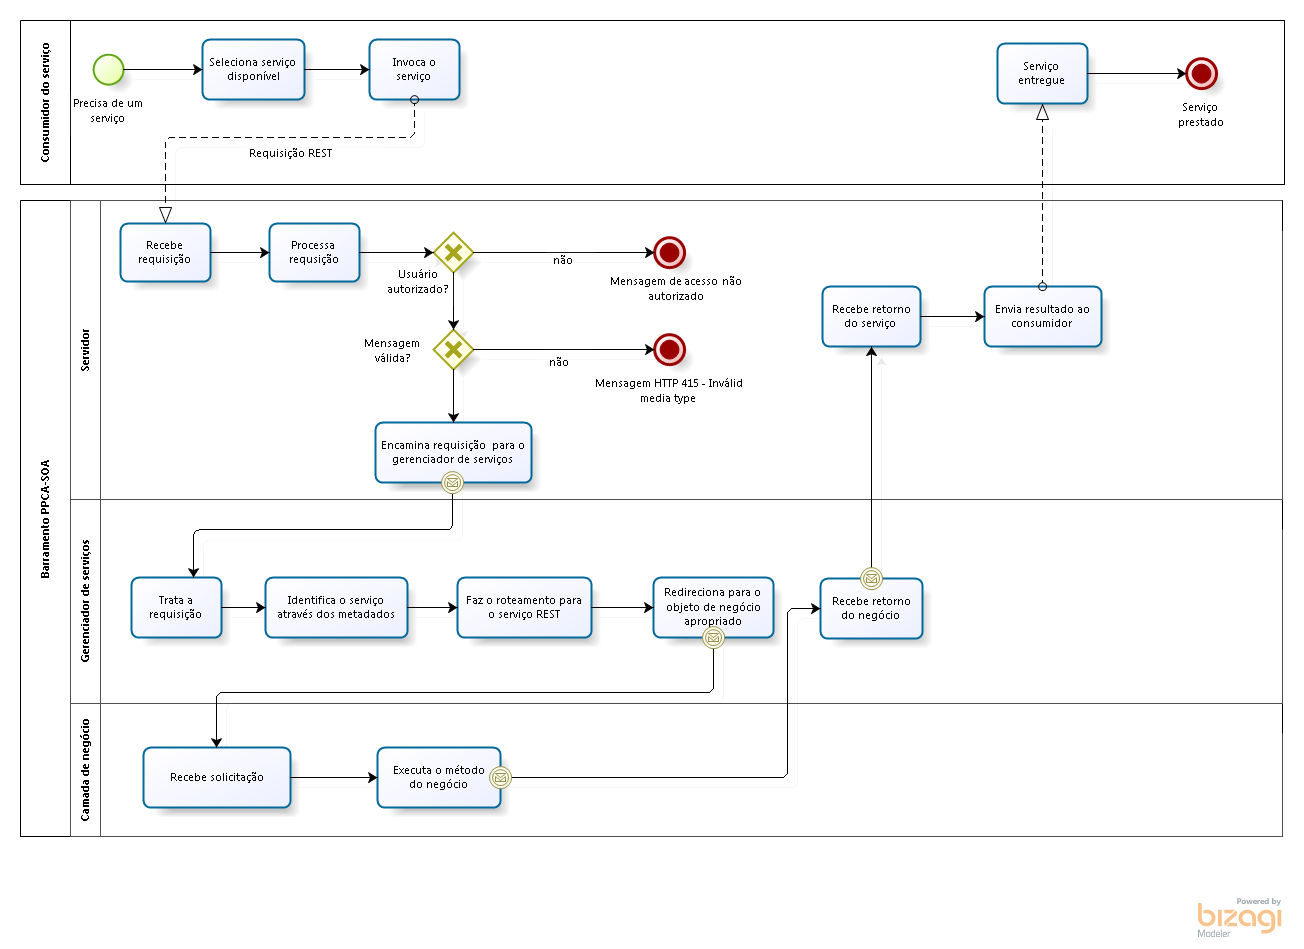 Consumidor do serviço
Precisa de um
serviço
Seleciona serviço
disponível
Invoca o
serviço
Requisição REST
Serviço
entregue
Serviço
prestado
Barramento PPCA-SOA
Servidor
Recebe
requisição
Processa
requsição
Usuário
autorizado?
não
Mensagem de acesso não
autorizado
Mensagem
válida?
não
Mensagem HTTP 415 - Inválid
media type
Encamina requisição para o
gerenciador de serviços
Recebe retorno
do serviço
Envia resultado ao
consumidor
Gerenciador de serviços
Trata a
requisição
Identifica o serviço
através dos metadados
Faz o roteamento para
o serviço REST
Redireciona para o
objeto de negócio
apropriado
Recebe retorno
do negócio
Camada de negócio
Recebe solicitação
Executa o método
do negócio
Powered by
bizagi
Modeler